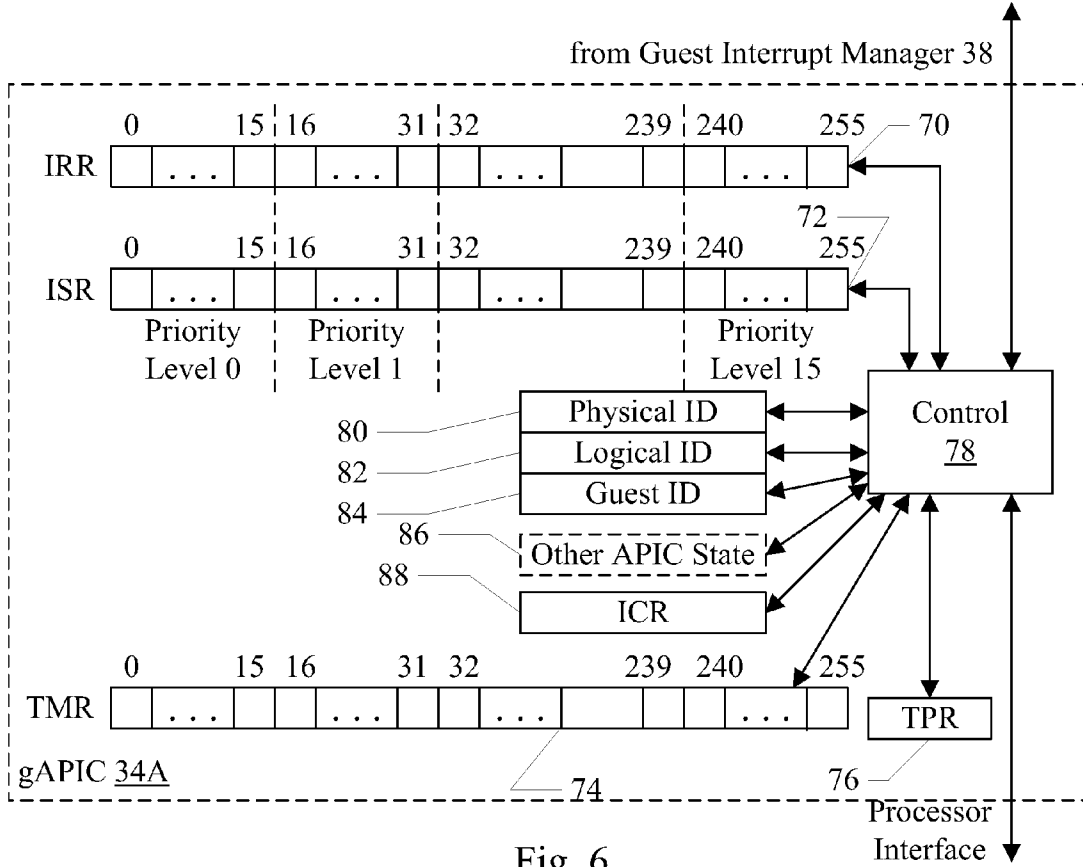 from Guest Interrupt Manager 38
0 15 16 31 32 239 240 255 70
IRR ... ... ... ...
72
0 15 16 31 32 239 240 255
ISR ... ... ... ...
Priority Level 0
Priority Level 1
Priority Level 15
80 Physical ID
82 Logical ID
84 Guest ID
86 Other APIC State
88 ICR
Control
78
0 15 16 31 32 239 240 255
TMR ... ... ... ...
TPR
gAPIC 34A
74
76
Processor
Interface
Fig. 6